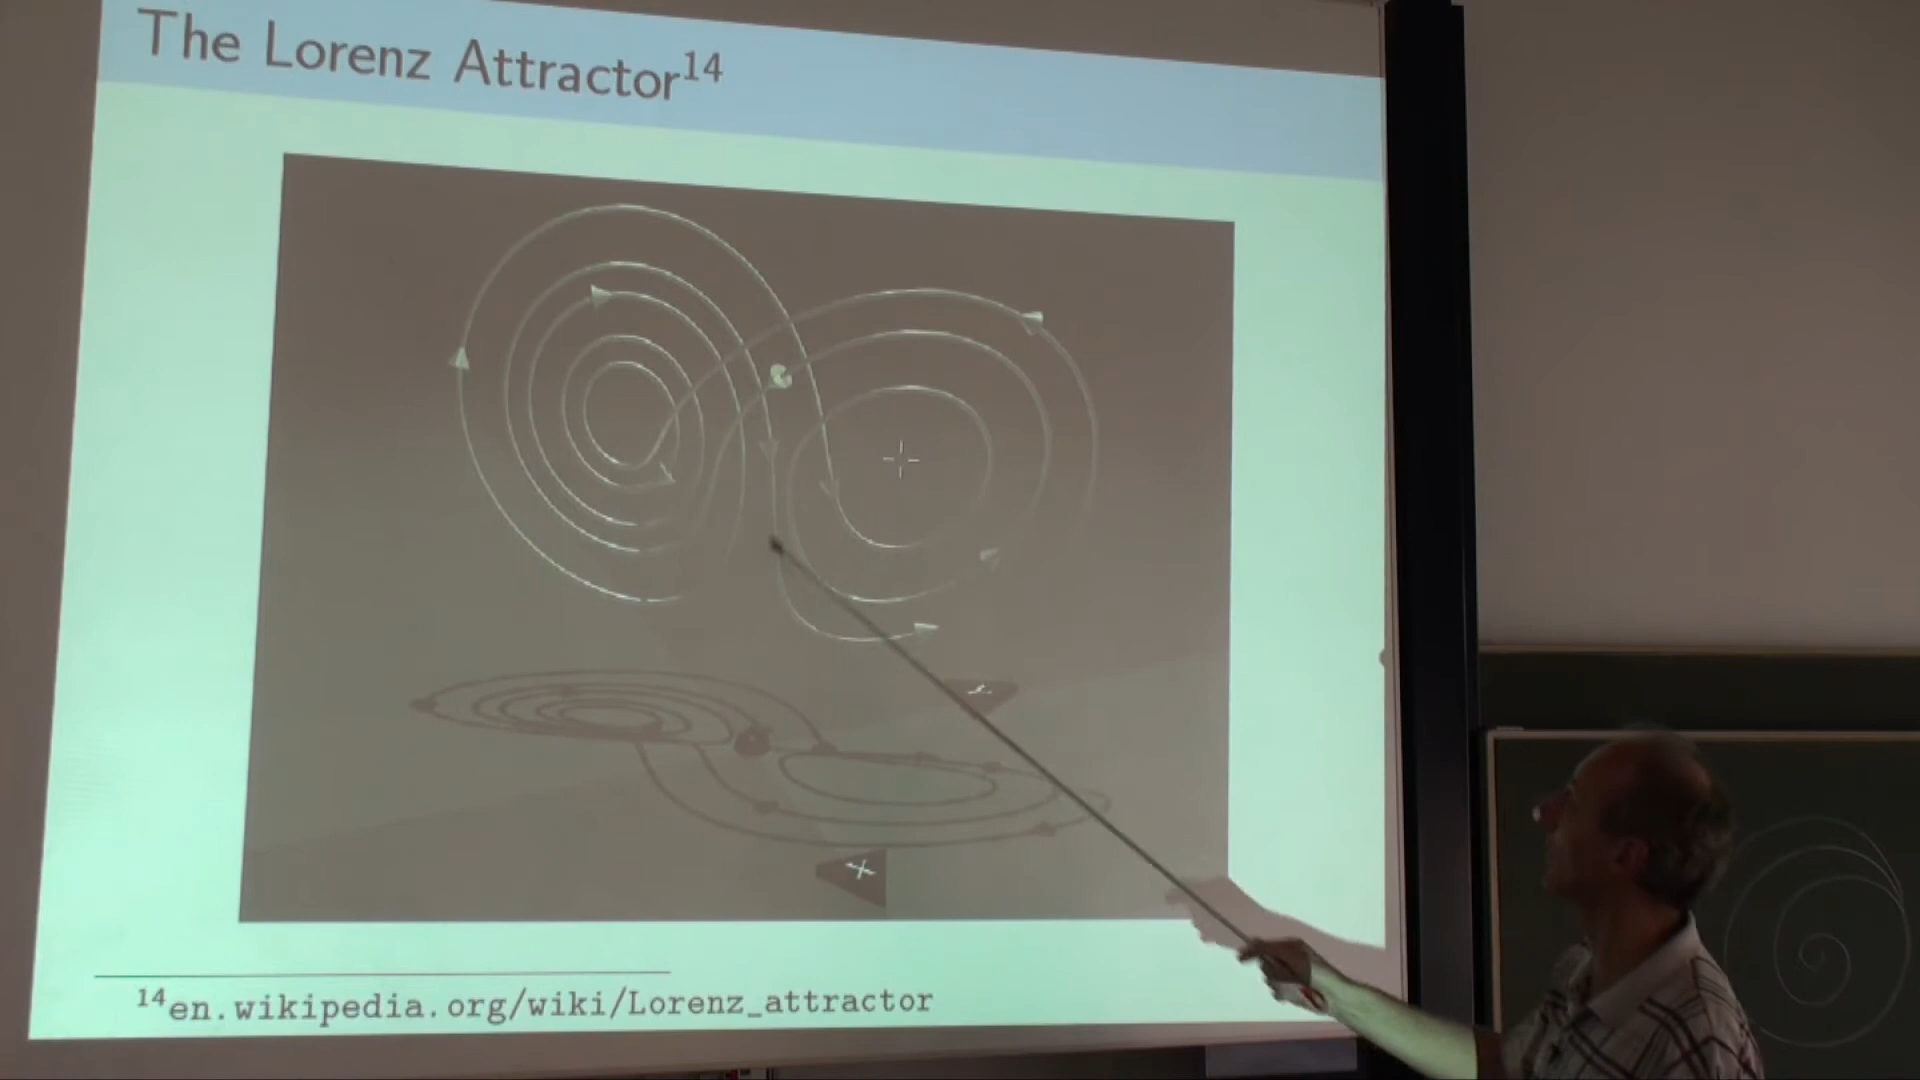 The Lorenz Attractor14
14en.wikipedia.org/wiki/Lorenz_attractor